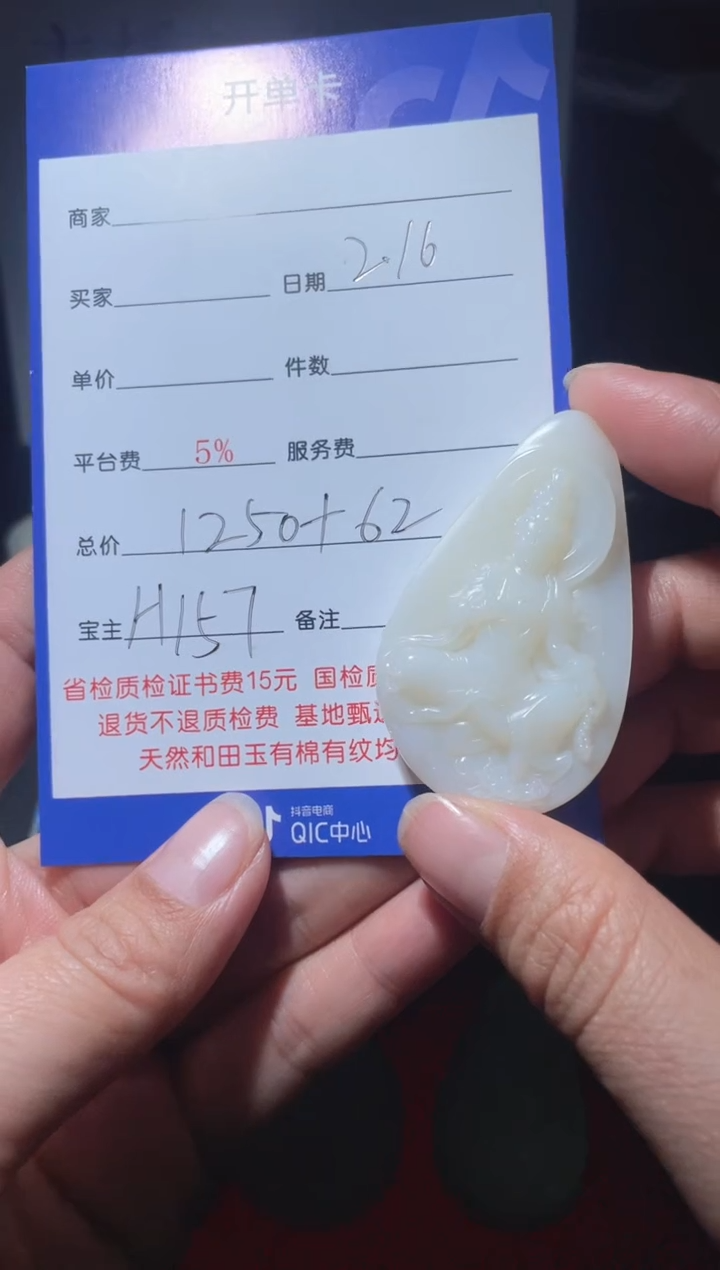 开单卡
商家
买家 日期 2.16
单价 件数
平台费 5% 服务费
总价 1250+62
宝主 H157 备注
省检质检证书费15元 国检质
退货不退质检费 基地甄
天然和田玉有棉有纹均
抖音电商
QIC中心